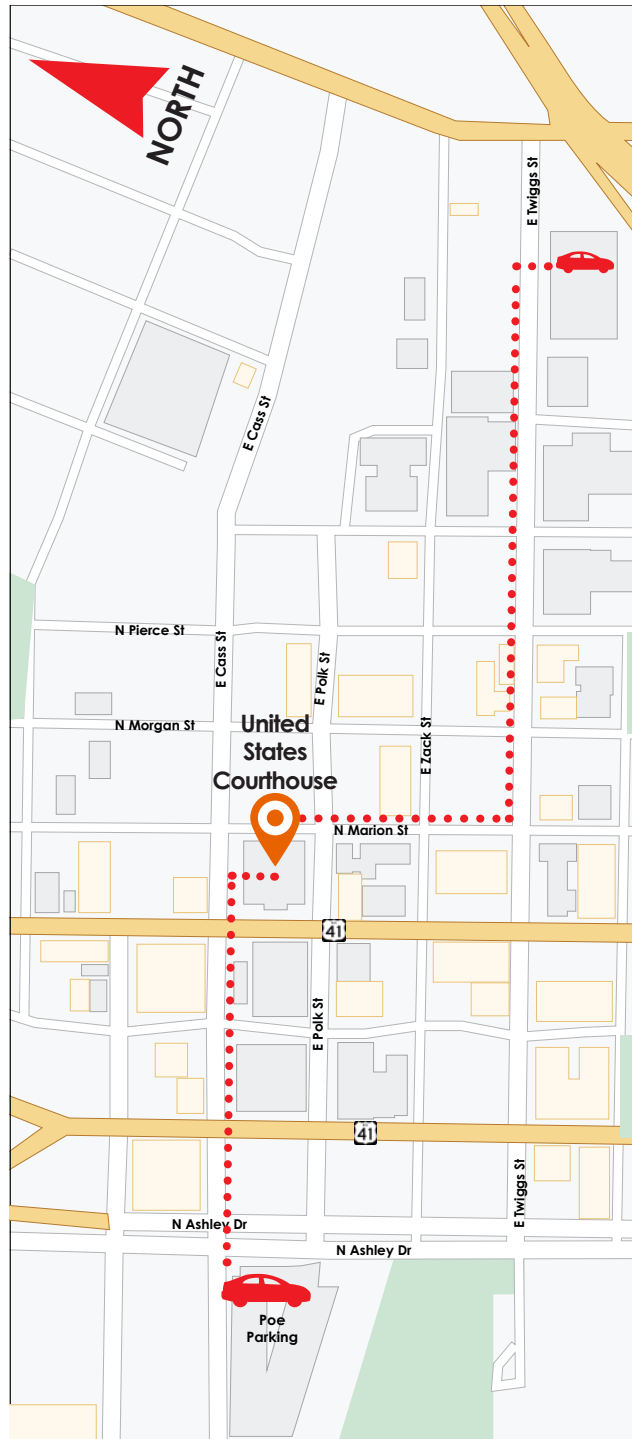 NORTH
E Twiggs St
E Cass St
N Pierce St
E Cass St
E Polk St
N Morgan St
United
States
Courthouse
E Zack St
N Marion St
41
E Polk St
41
E Twiggs St
N Ashley Dr
N Ashley Dr
Poe
Parking